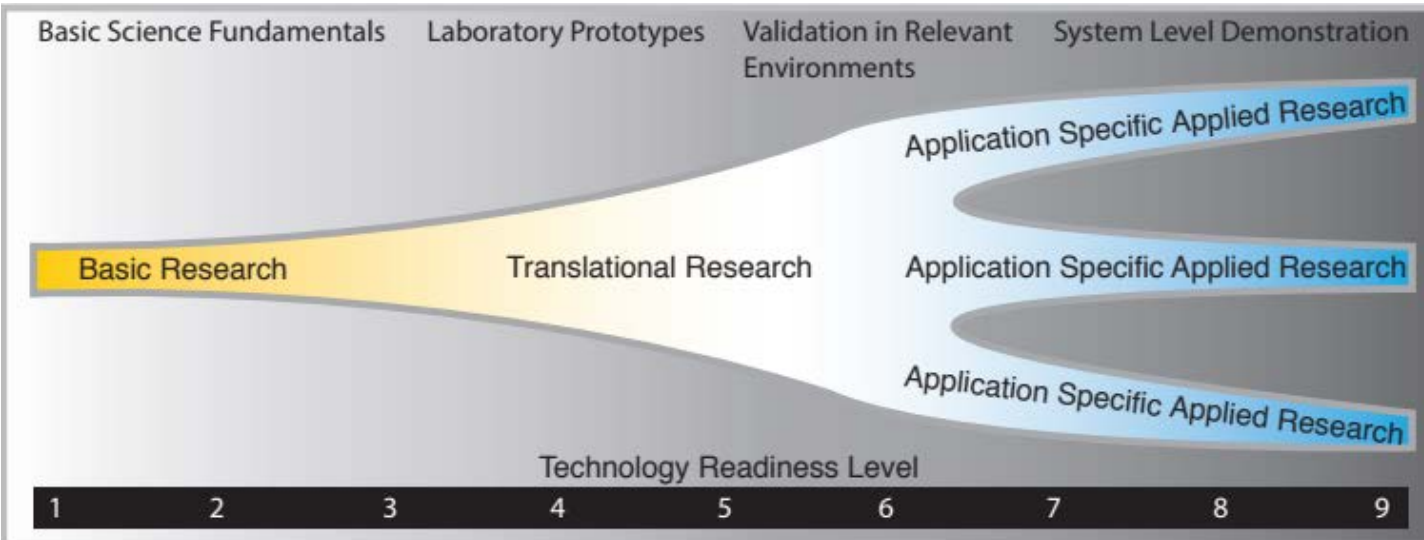 Basic Science Fundamentals
Laboratory Prototypes
Validation in Relevant
Environments
System Level Demonstration
Application Specific Applied Research
Basic Research
Translational Research
Application Specific Applied Research
Application Specific Applied Research
Technology Readiness Level
1 2 3 4 5 6 7 8 9